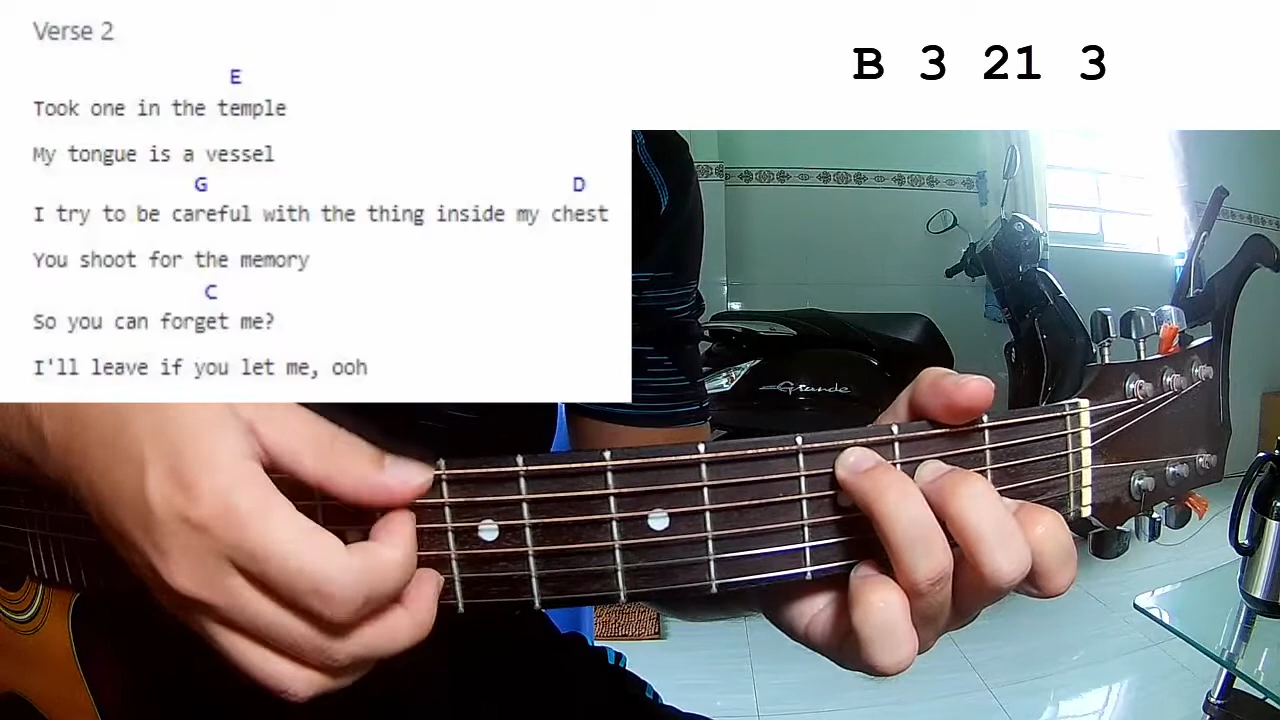 Verse 2
E
Took one in the temple
My tongue is a vessel
G D
I try to be careful with the thing inside my chest
You shoot for the memory
C
So you can forget me?
I'll leave if you let me, ooh
B 3 21 3
Grande